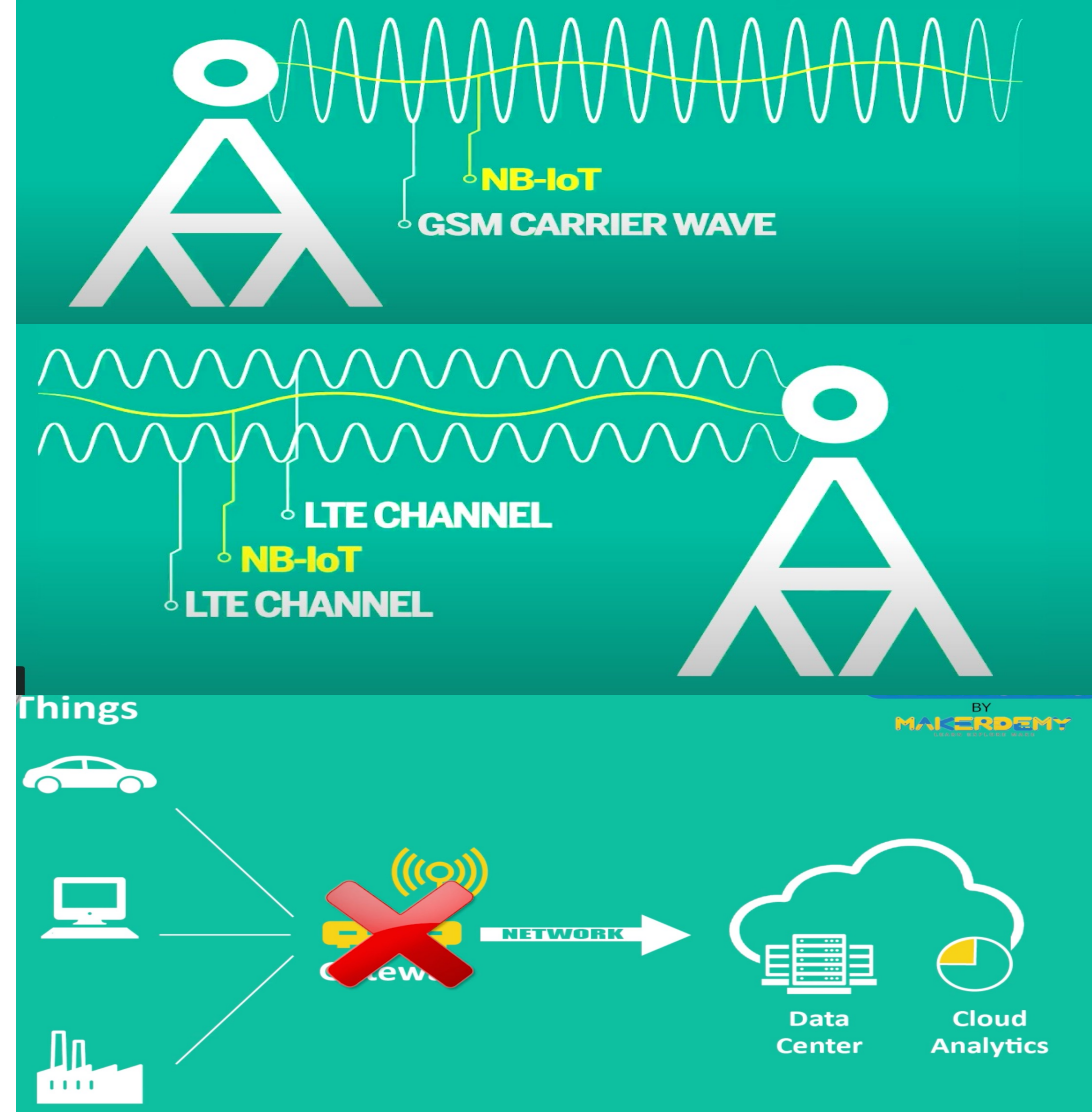 NB-IoT
GSM CARRIER WAVE
LTE CHANNEL
NB-IoT
LTE CHANNEL
Things
BY
MAKERDEMY
NETWORK
Data
Center
Cloud
Analytics